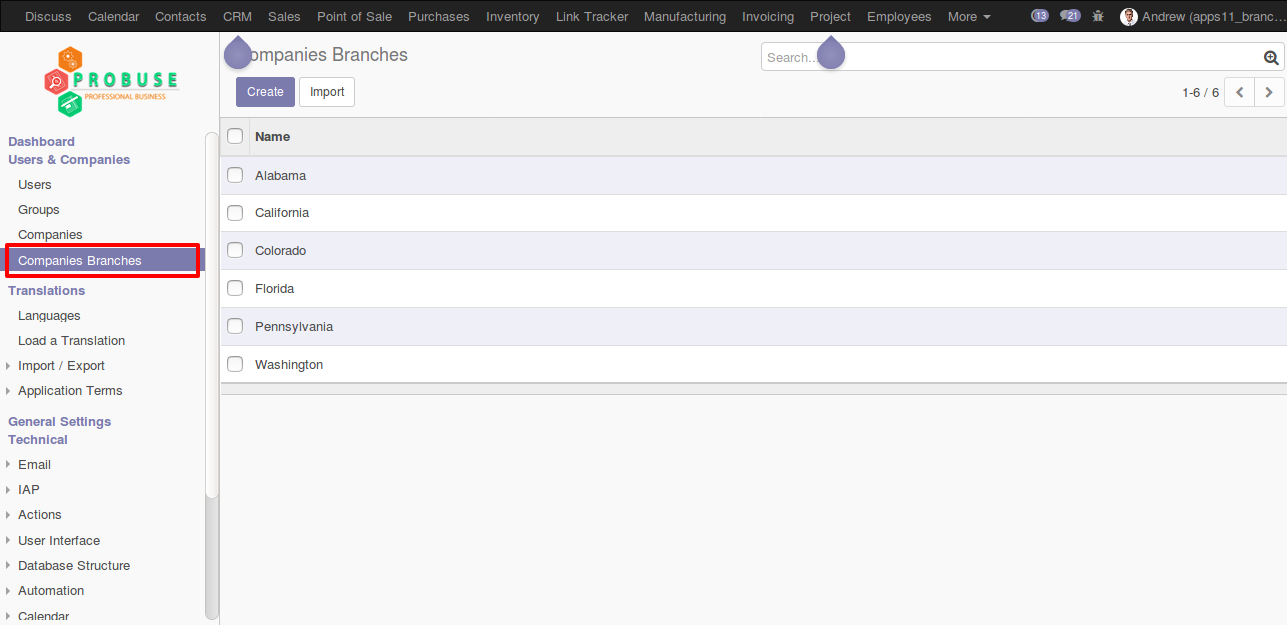 Discuss Calendar Contacts CRM Sales Point of Sale Purchases Inventory Link Tracker Manufacturing Invoicing Project Employees More 13 21 Andrew (apps11_branc...
PROBUSE
PROFESSIONAL BUSINESS
Dashboard
Users & Companies
Users
Groups
Companies
Companies Branches
Translations
Languages
Load a Translation
Import / Export
Application Terms
General Settings
Technical
Email
IAP
Actions
User Interface
Database Structure
Automation
Calendar
ompanies Branches
Search...
Create Import
1-6 / 6
Name
Alabama
California
Colorado
Florida
Pennsylvania
Washington